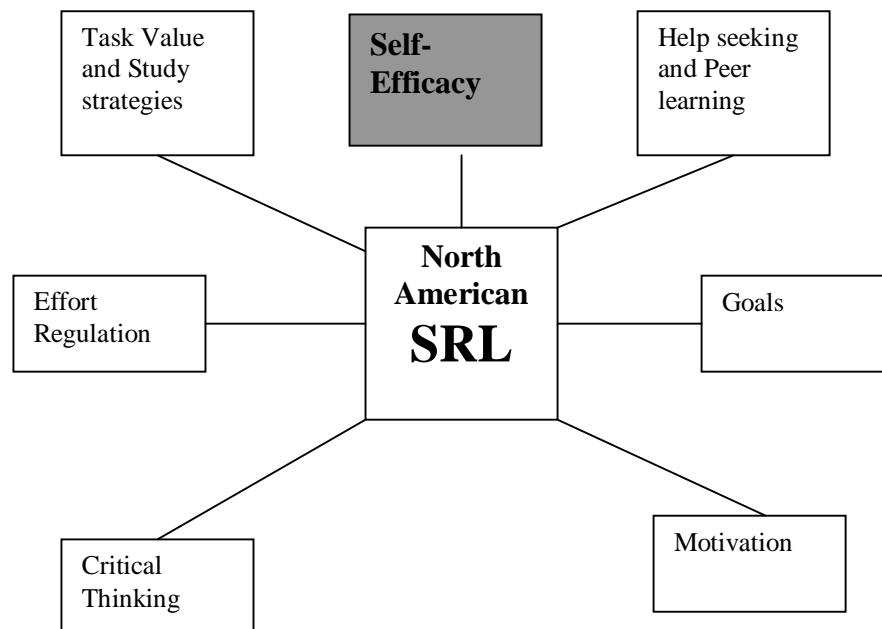 Task Value
and Study
strategies
Self-
Efficacy
Help seeking
and Peer
learning
North
American
SRL
Effort
Regulation
Goals
Critical
Thinking
Motivation